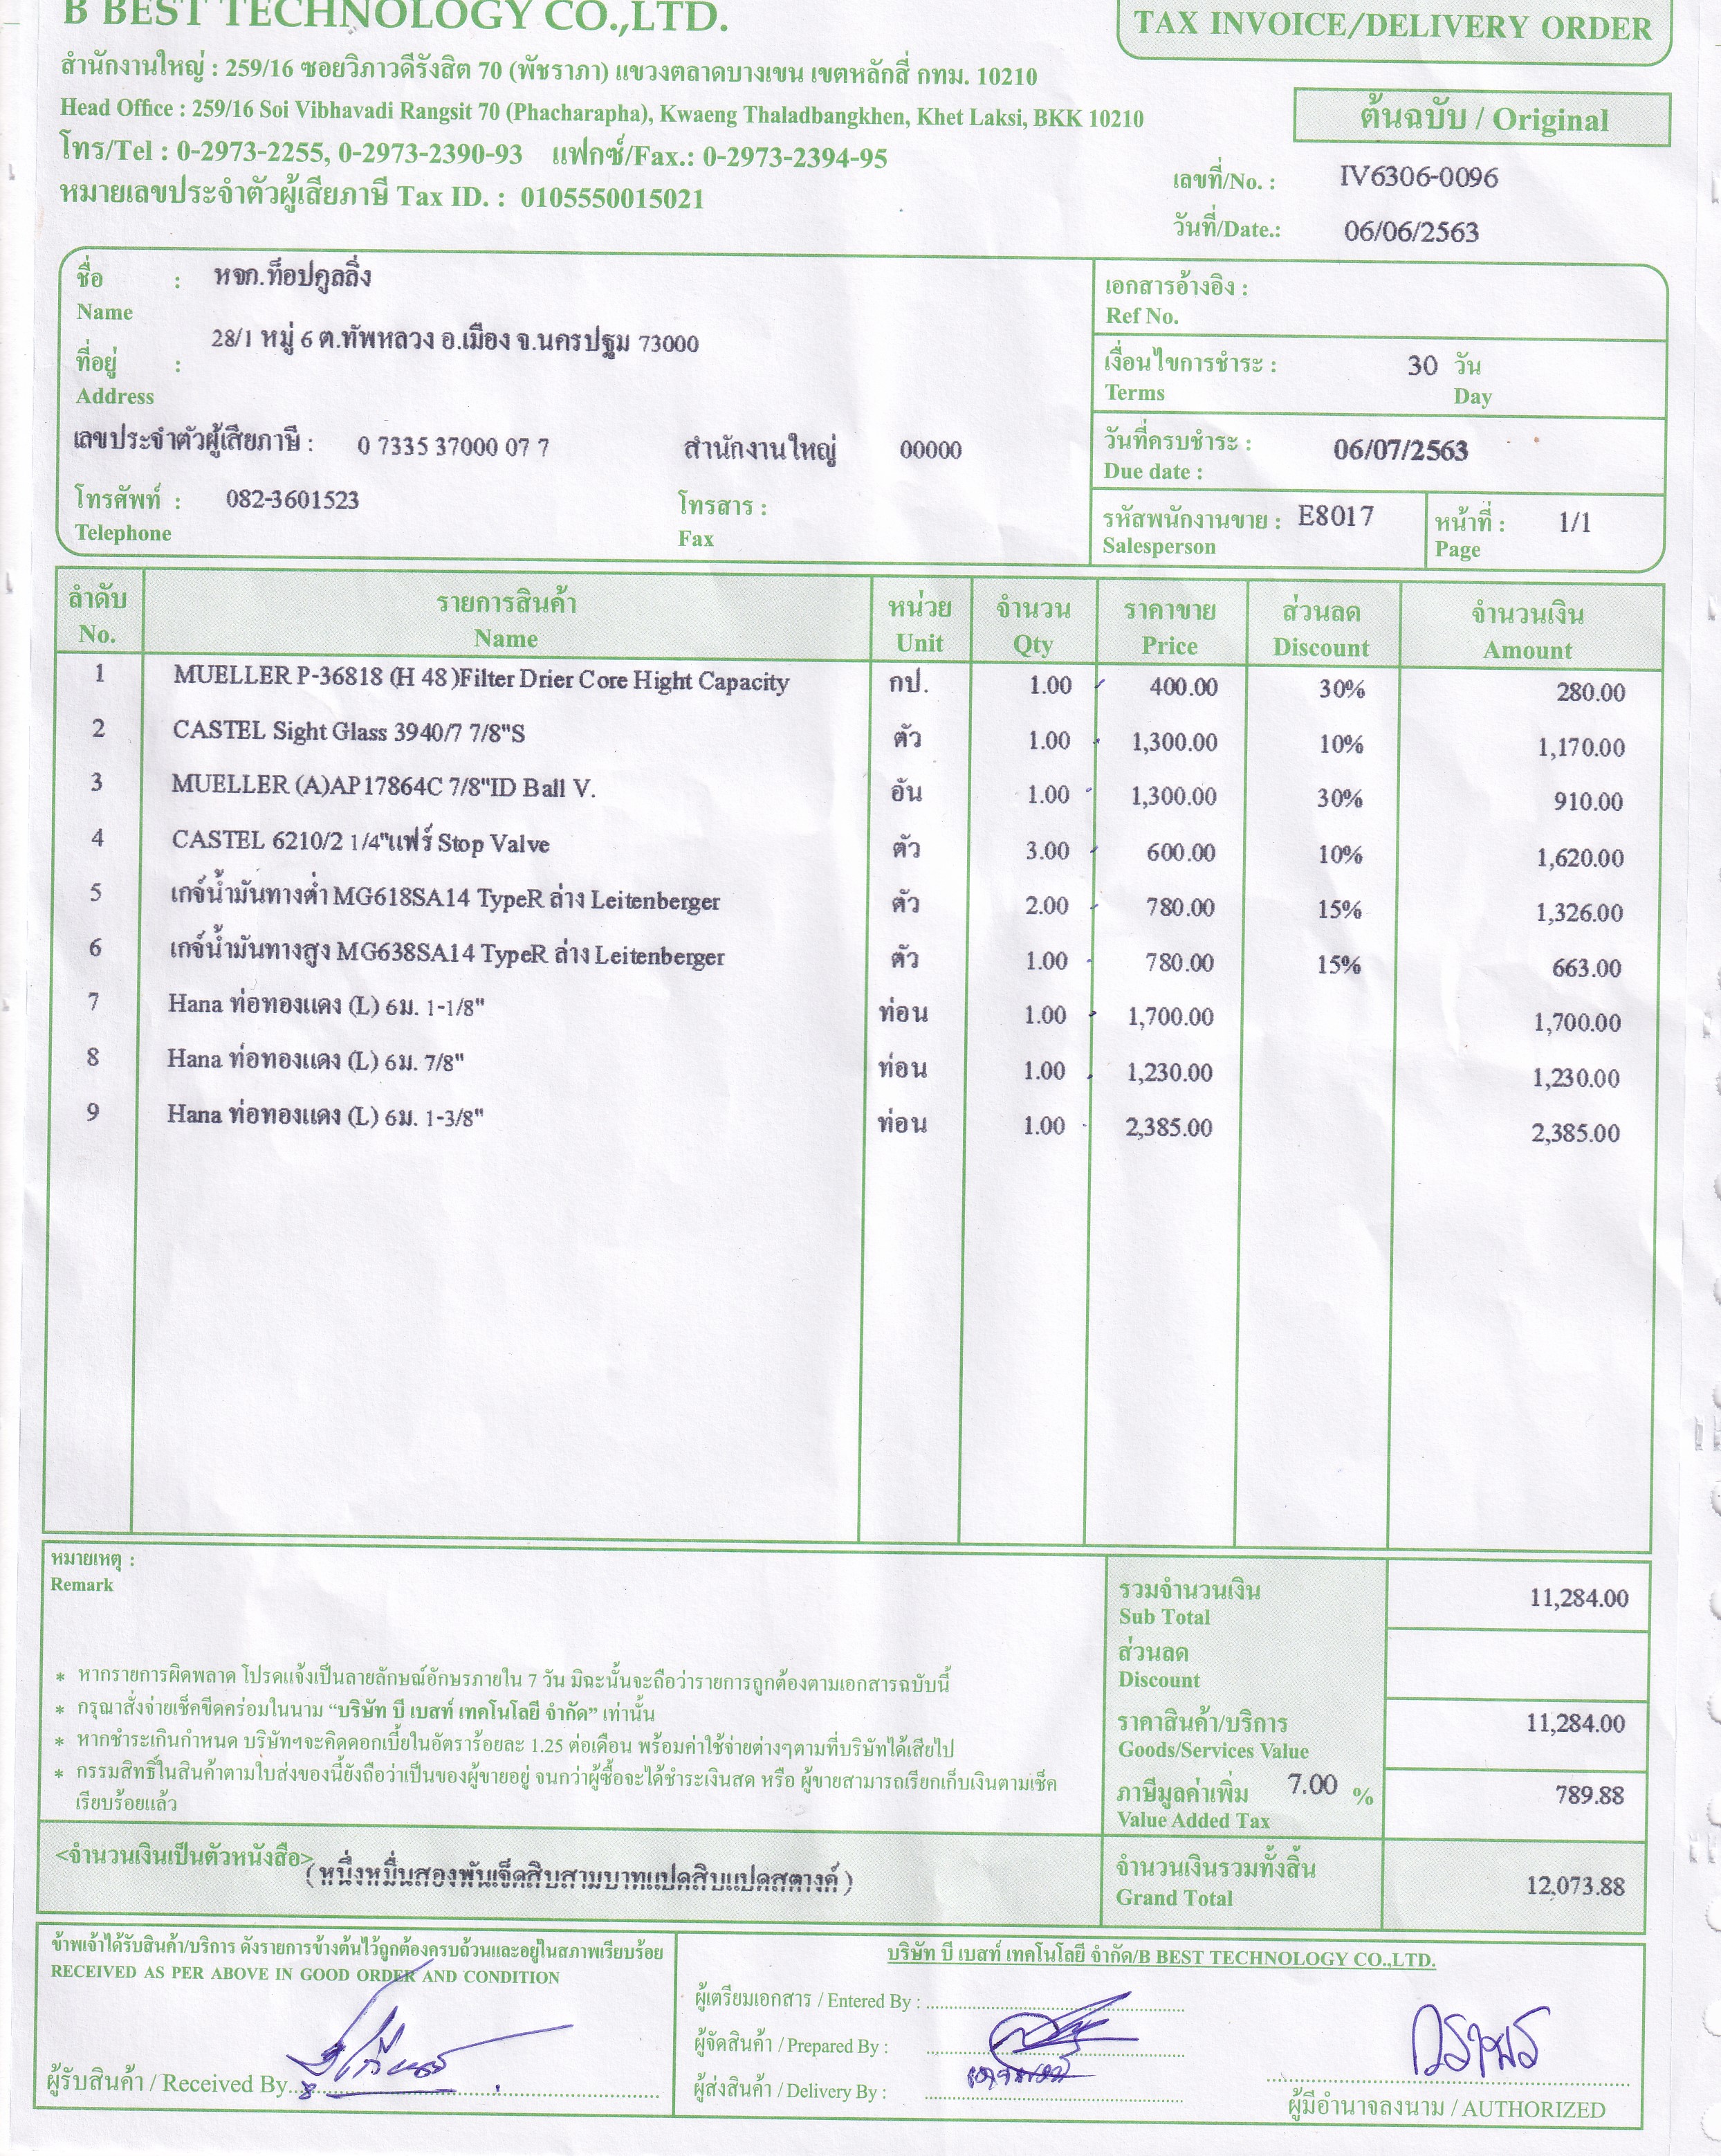 B BEST TECHNOLOGY CO.,LTD.
TAX INVOICE/DELIVERY ORDER
สำนักงานใหญ่ : 259/16 ซอยวิภาวดีรังสิต 70 (พัชราภา) แขวงตลาดบางเขน เขตหลักสี่ กทม. 10210
Head Office : 259/16 Soi Vibhavadi Rangsit 70 (Phacharapha), Kwaeng Thaladbangkhen, Khet Laksi, BKK 10210
ต้นฉบับ / Original
โทร/Tel : 0-2973-2255, 0-2973-2390-93 แฟกซ์/Fax.: 0-2973-2394-95
หมายเลขประจำตัวผู้เสียภาษี Tax ID. : 0105550015021
เลขที่/No. : IV6306-0096
วันที่/Date.: 06/06/2563
ชื่อ : หจก.ท็อปคูลลิ่ง
Name
28/1 หมู่ 6 ต.ทัพหลวง อ.เมือง จ.นครปฐม 73000
ที่อยู่ :
Address
เลขประจำตัวผู้เสียภาษี : 0 7335 37000 07 7 สำนักงานใหญ่ 00000
โทรศัพท์ : 082-3601523 โทรสาร :
Telephone Fax
เอกสารอ้างอิง :
Ref No.
เงื่อนไขการชำระ : 30 วัน
Terms Day
วันที่ครบชำระ : 06/07/2563
Due date :
รหัสพนักงานขาย : E8017 หน้าที่ : 1/1
Salesperson Page
ลำดับ รายการสินค้า หน่วย จำนวน ราคาขาย ส่วนลด จำนวนเงิน
No. Name Unit Qty Price Discount Amount
1 MUELLER P-36818 (H 48)Filter Drier Core Hight Capacity กป. 1.00 400.00 30% 280.00
2 CASTEL Sight Glass 3940/7 7/8"S ตัว 1.00 1,300.00 10% 1,170.00
3 MUELLER (A)AP17864C 7/8"ID Ball V. อัน 1.00 1,300.00 30% 910.00
4 CASTEL 6210/2 1/4"แฟร์ Stop Valve ตัว 3.00 600.00 10% 1,620.00
5 เกจ์น้ำมันทางต่ำ MG618SA14 TypeR ล่าง Leitenberger ตัว 2.00 780.00 15% 1,326.00
6 เกจ์น้ำมันทางสูง MG638SA14 TypeR ล่าง Leitenberger ตัว 1.00 780.00 15% 663.00
7 Hana ท่อทองแดง (L) 6ม. 1-1/8" ท่อน 1.00 1,700.00 1,700.00
8 Hana ท่อทองแดง (L) 6ม. 7/8" ท่อน 1.00 1,230.00 1,230.00
9 Hana ท่อทองแดง (L) 6ม. 1-3/8" ท่อน 1.00 2,385.00 2,385.00
หมายเหตุ :
Remark
* หากรายการผิดพลาด โปรดแจ้งเป็นลายลักษณ์อักษรภายใน 7 วัน มิฉะนั้นจะถือว่ารายการถูกต้องตามเอกสารฉบับนี้
* กรุณาสั่งจ่ายเช็คขีดคร่อมในนาม “บริษัท บี เบสท์ เทคโนโลยี จำกัด” เท่านั้น
* หากชำระเกินกำหนด บริษัทฯจะคิดดอกเบี้ยในอัตราร้อยละ 1.25 ต่อเดือน พร้อมค่าใช้จ่ายต่างๆตามที่บริษัทได้เสียไป
* กรรมสิทธิ์ในสินค้าตามใบส่งของนี้ยังถือว่าเป็นของผู้ขายอยู่ จนกว่าผู้ซื้อจะได้ชำระเงินสด หรือ ผู้ขายสามารถเรียกเก็บเงินตามเช็ค
เรียบร้อยแล้ว
รวมจำนวนเงิน 11,284.00
Sub Total
ส่วนลด
Discount
ราคาสินค้า/บริการ 11,284.00
Goods/Services Value
ภาษีมูลค่าเพิ่ม 7.00 % 789.88
Value Added Tax
<จำนวนเงินเป็นตัวหนังสือ> (หนึ่งหมื่นสองพันเจ็ดสิบสามบาทแปดสิบแปดสตางค์)
จำนวนเงินรวมทั้งสิ้น 12,073.88
Grand Total
ข้าพเจ้าได้รับสินค้า/บริการ ดังรายการข้างต้นไว้ถูกต้องครบถ้วนและอยู่ในสภาพเรียบร้อย
RECEIVED AS PER ABOVE IN GOOD ORDER AND CONDITION
ผู้รับสินค้า / Received By
บริษัท บี เบสท์ เทคโนโลยี จำกัด/B BEST TECHNOLOGY CO.,LTD.
ผู้เตรียมเอกสาร / Entered By :
ผู้จัดสินค้า / Prepared By :
ผู้ส่งสินค้า / Delivery By :
ผู้มีอำนาจลงนาม / AUTHORIZED